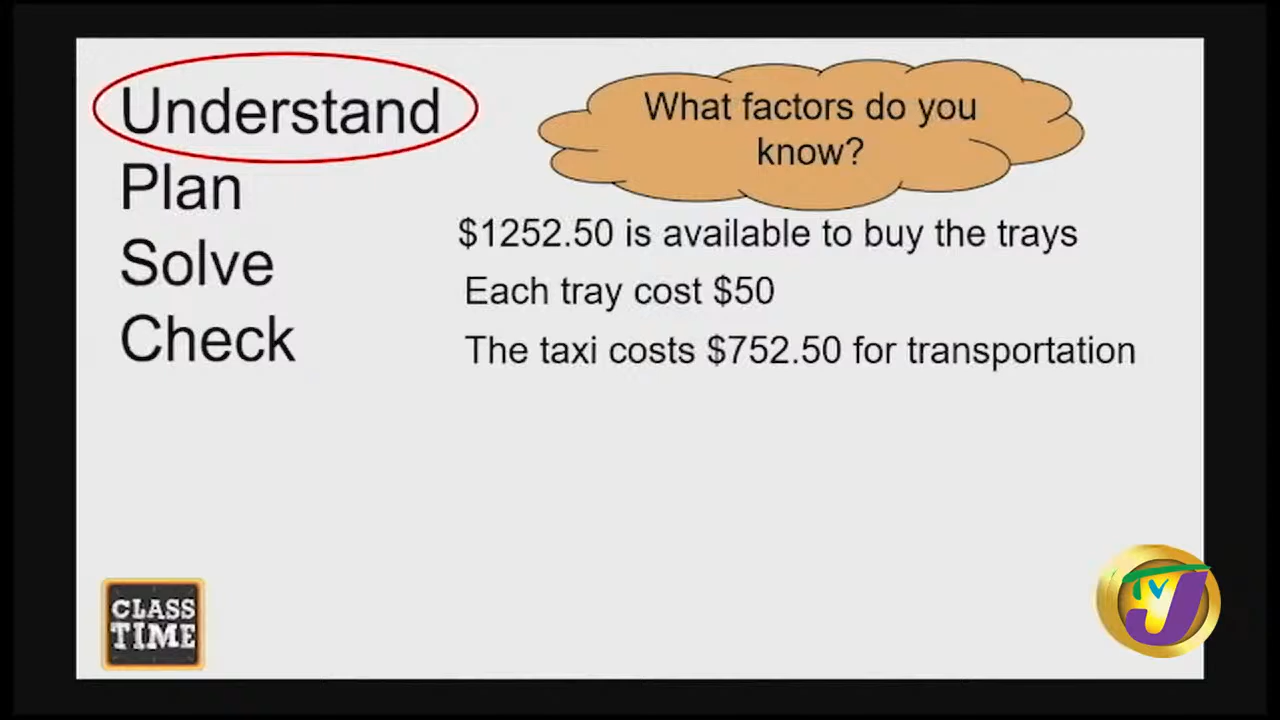 Understand
Plan
Solve
Check
What factors do you
know?
$1252.50 is available to buy the trays
Each tray cost $50
The taxi costs $752.50 for transportation
CLASS
TIME
TVJ